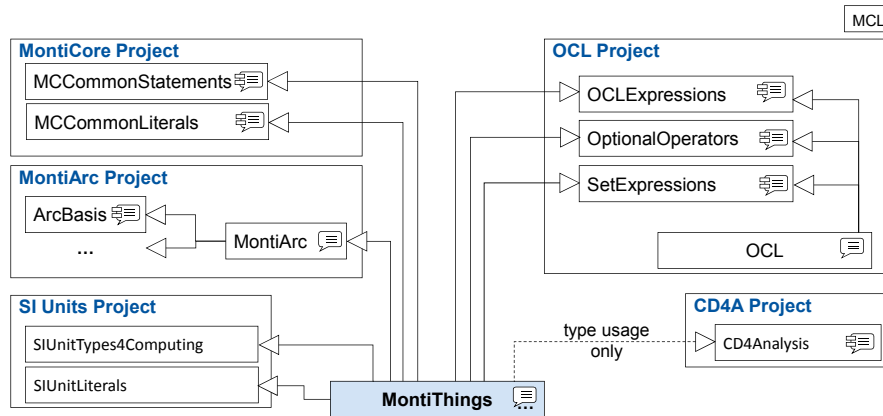 MCL
MontiCore Project
MCCommonStatements
MCCommonLiterals
MontiArc Project
ArcBasis
...
MontiArc
SI Units Project
SIUnitTypes4Computing
SIUnitLiterals
OCL Project
OCLExpressions
OptionalOperators
SetExpressions
OCL
CD4A Project
CD4Analysis
type usage
only
MontiThings
...